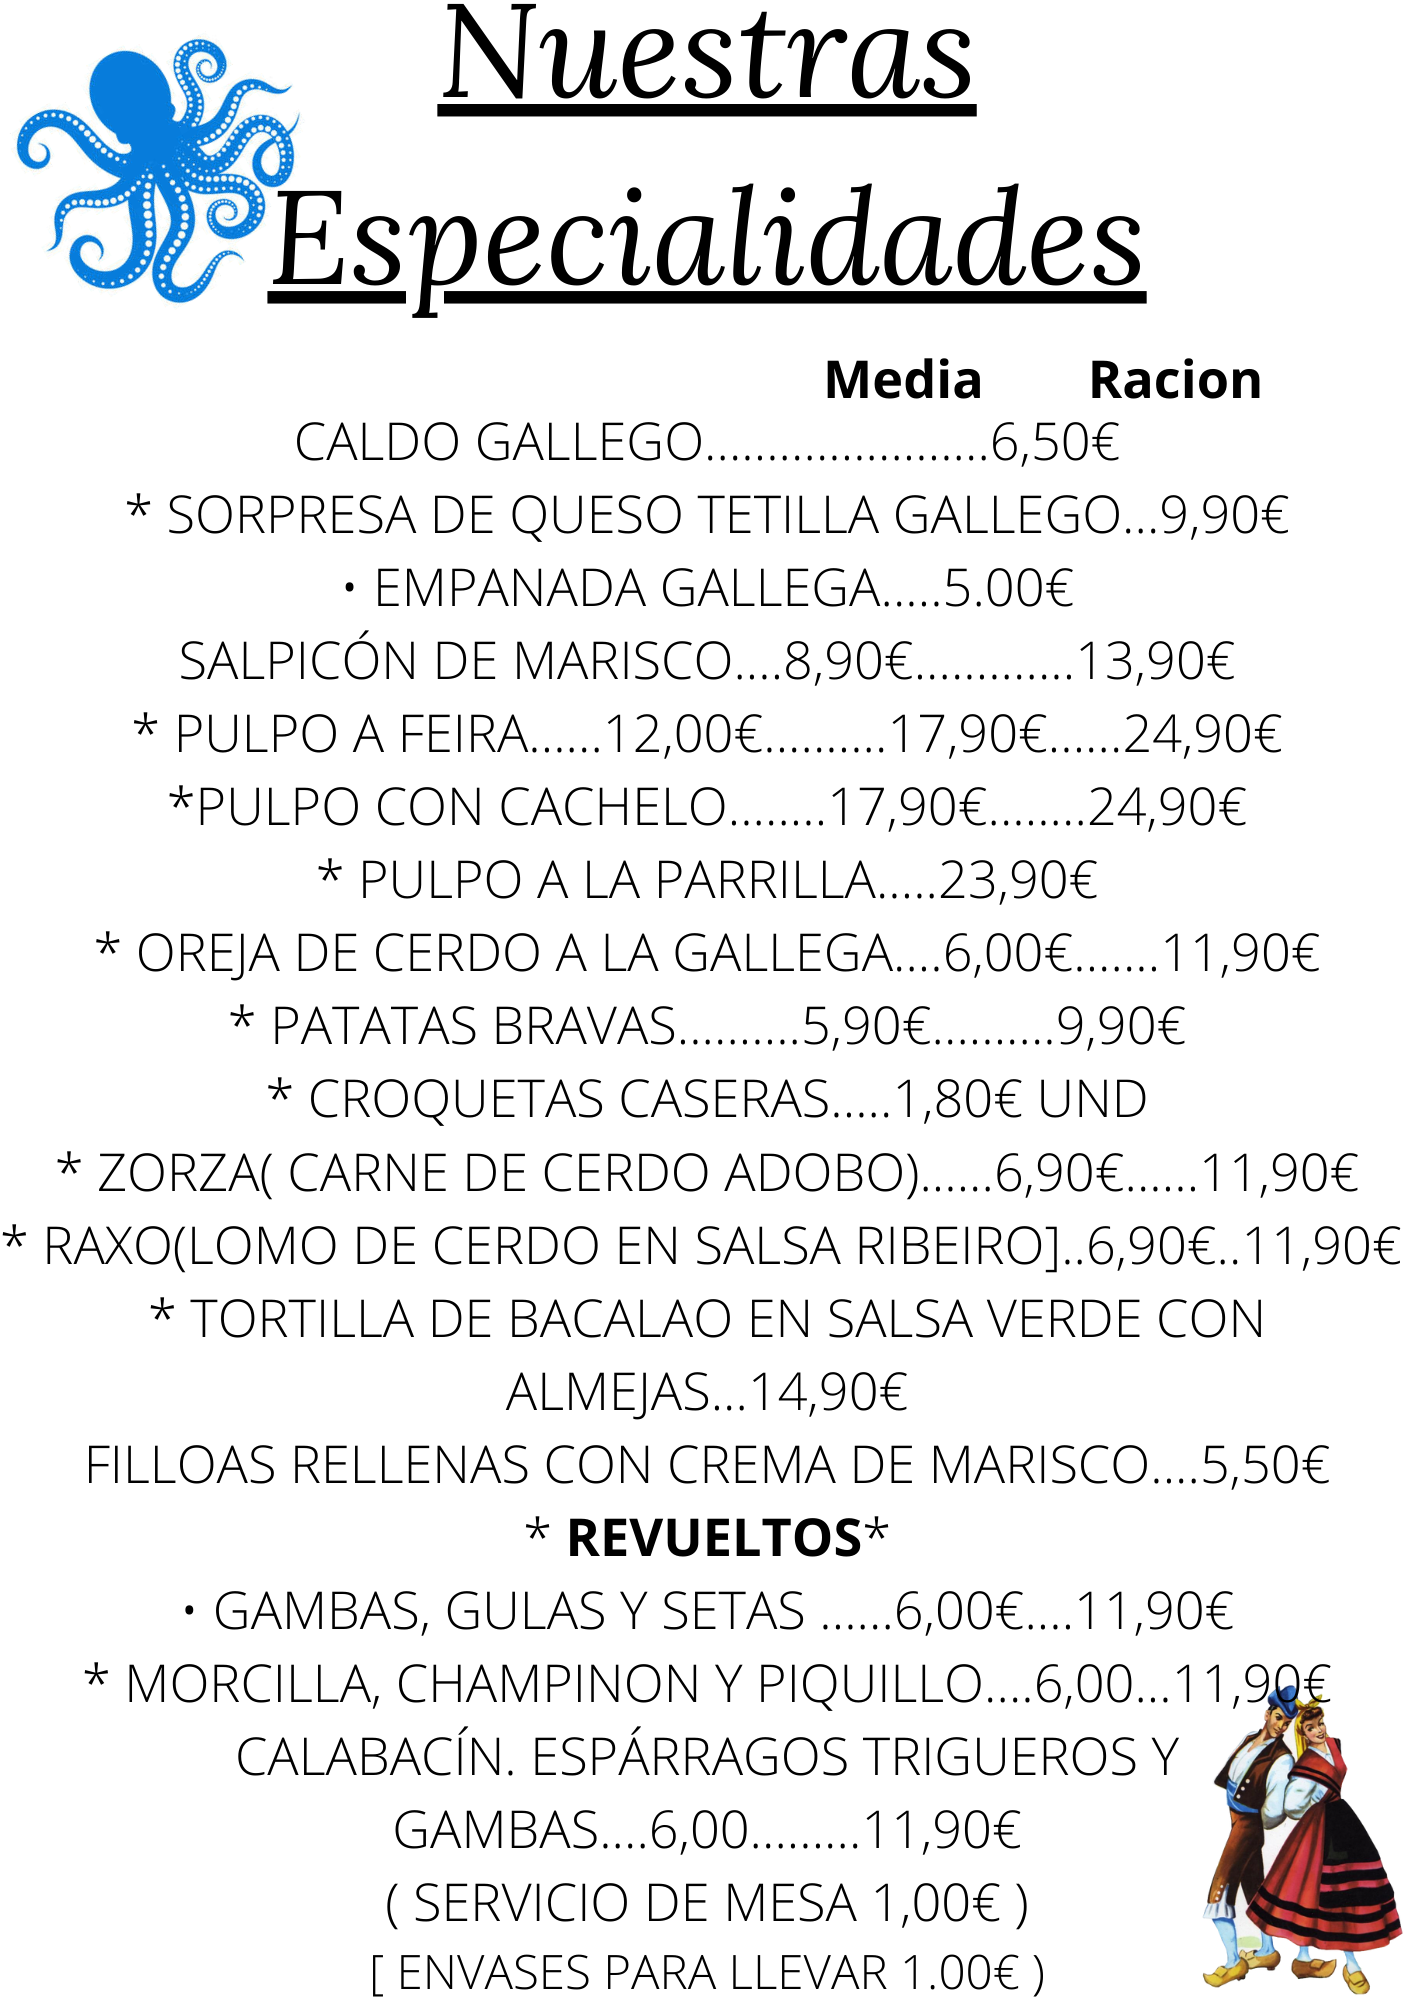 Nuestras
Especialidades
Media Racion
CALDO GALLEGO.......................6,50€
* SORPRESA DE QUESO TETILLA GALLEGO...9,90€
• EMPANADA GALLEGA.....5.00€
SALPICÓN DE MARISCO....8,90€.............13,90€
* PULPO A FEIRA......12,00€..........17,90€......24,90€
*PULPO CON CACHELO........17,90€........24,90€
* PULPO A LA PARRILLA.....23,90€
* OREJA DE CERDO A LA GALLEGA....6,00€.......11,90€
* PATATAS BRAVAS..........5,90€..........9,90€
* CROQUETAS CASERAS.....1,80€ UND
* ZORZA( CARNE DE CERDO ADOBO)......6,90€......11,90€
* RAXO(LOMO DE CERDO EN SALSA RIBEIRO]..6,90€..11,90€
* TORTILLA DE BACALAO EN SALSA VERDE CON
ALMEJAS...14,90€
FILLOAS RELLENAS CON CREMA DE MARISCO....5,50€
* REVUELTOS*
• GAMBAS, GULAS Y SETAS ......6,00€....11,90€
* MORCILLA, CHAMPINON Y PIQUILLO....6,00...11,90€
CALABACÍN. ESPÁRRAGOS TRIGUEROS Y
GAMBAS....6,00.........11,90€
( SERVICIO DE MESA 1,00€ )
[ ENVASES PARA LLEVAR 1.00€ )